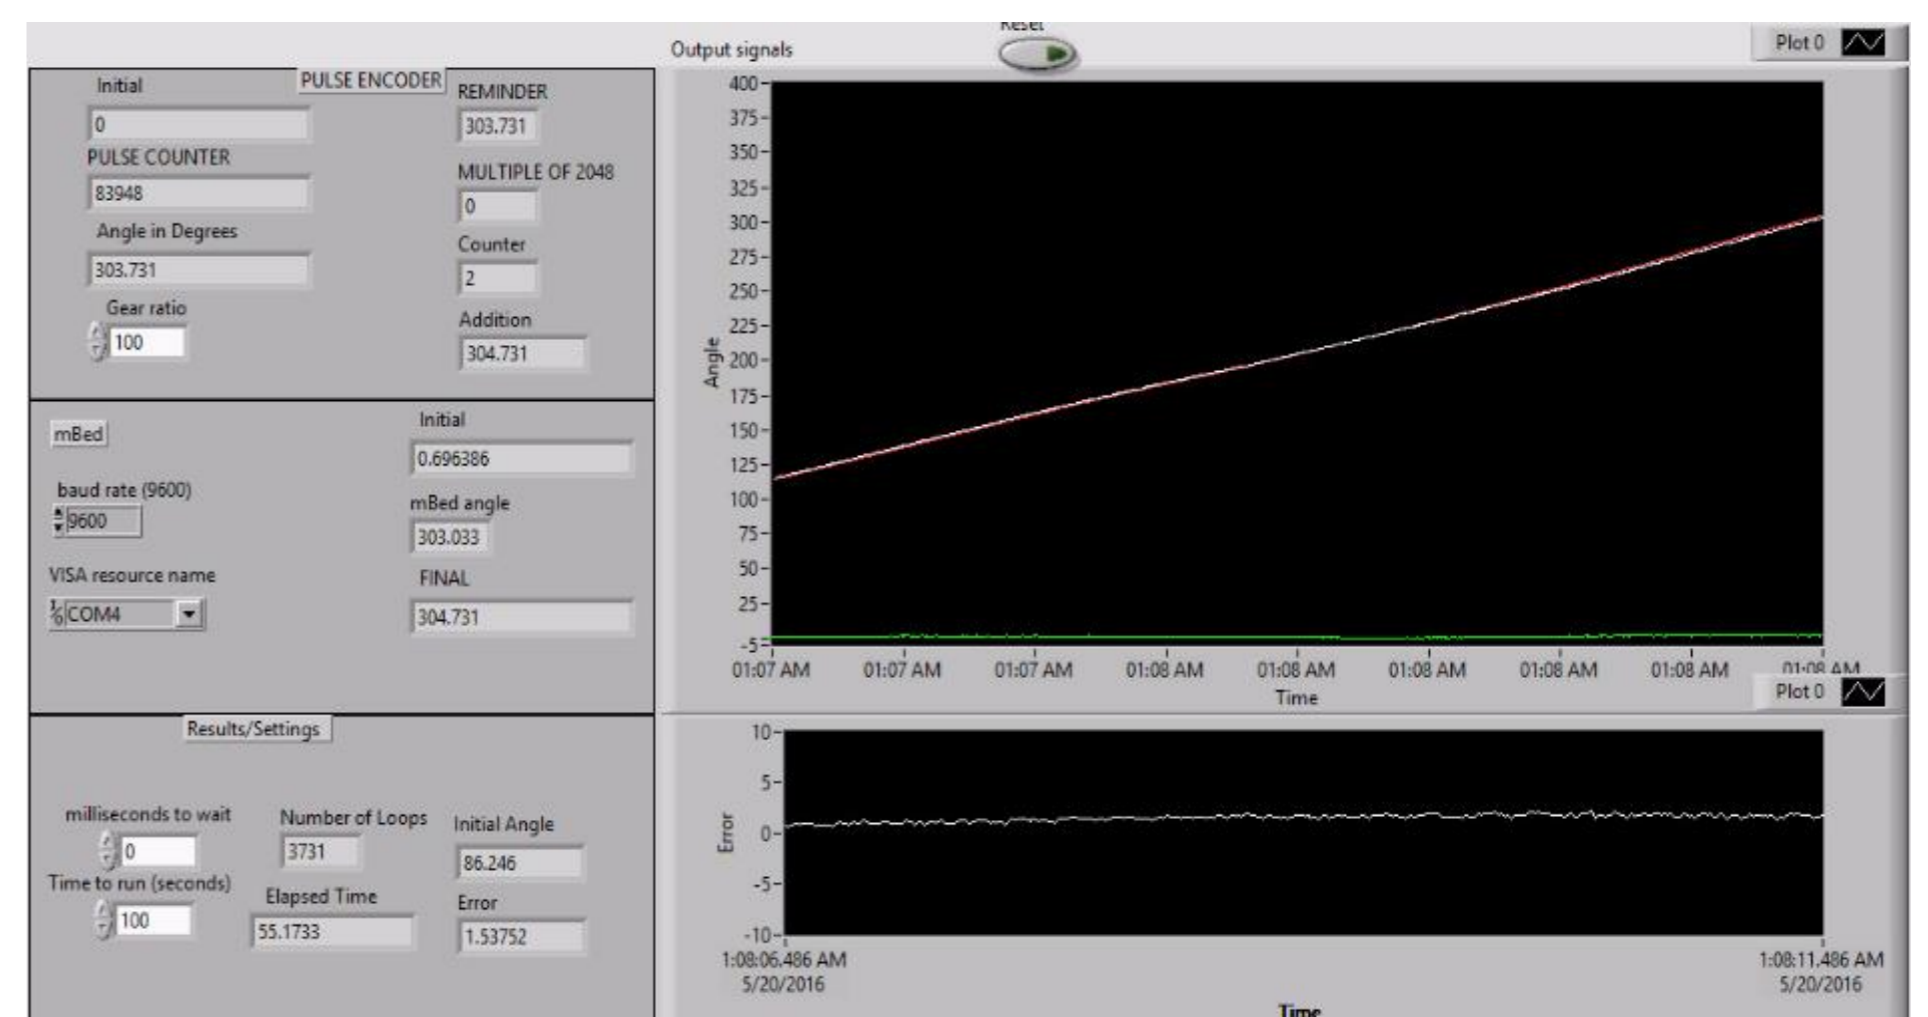 Reset
Output signals
Plot 0
PULSE ENCODER
Initial
0
PULSE COUNTER
83948
Angle in Degrees
303.731
Gear ratio
100
REMINDER
303.731
MULTIPLE OF 2048
0
Counter
2
Addition
304.731
mBed
baud rate (9600)
9600
VISA resource name
COM4
Initial
0.696386
mBed angle
303.033
FINAL
304.731
Results/Settings
milliseconds to wait
0
Time to run (seconds)
100
Number of Loops
3731
Elapsed Time
55.1733
Initial Angle
86.246
Error
1.53752
Angle
400
375
350
325
300
275
250
225
200
175
150
125
100
75
50
25
-5
01:07 AM 01:07 AM 01:07 AM 01:08 AM 01:08 AM 01:08 AM 01:08 AM 01:08 AM 01:08 AM
Time
Plot 0
Error
10
5
0
-5
-10
1:08:06.486 AM
5/20/2016
1:08:11.486 AM
5/20/2016
Time